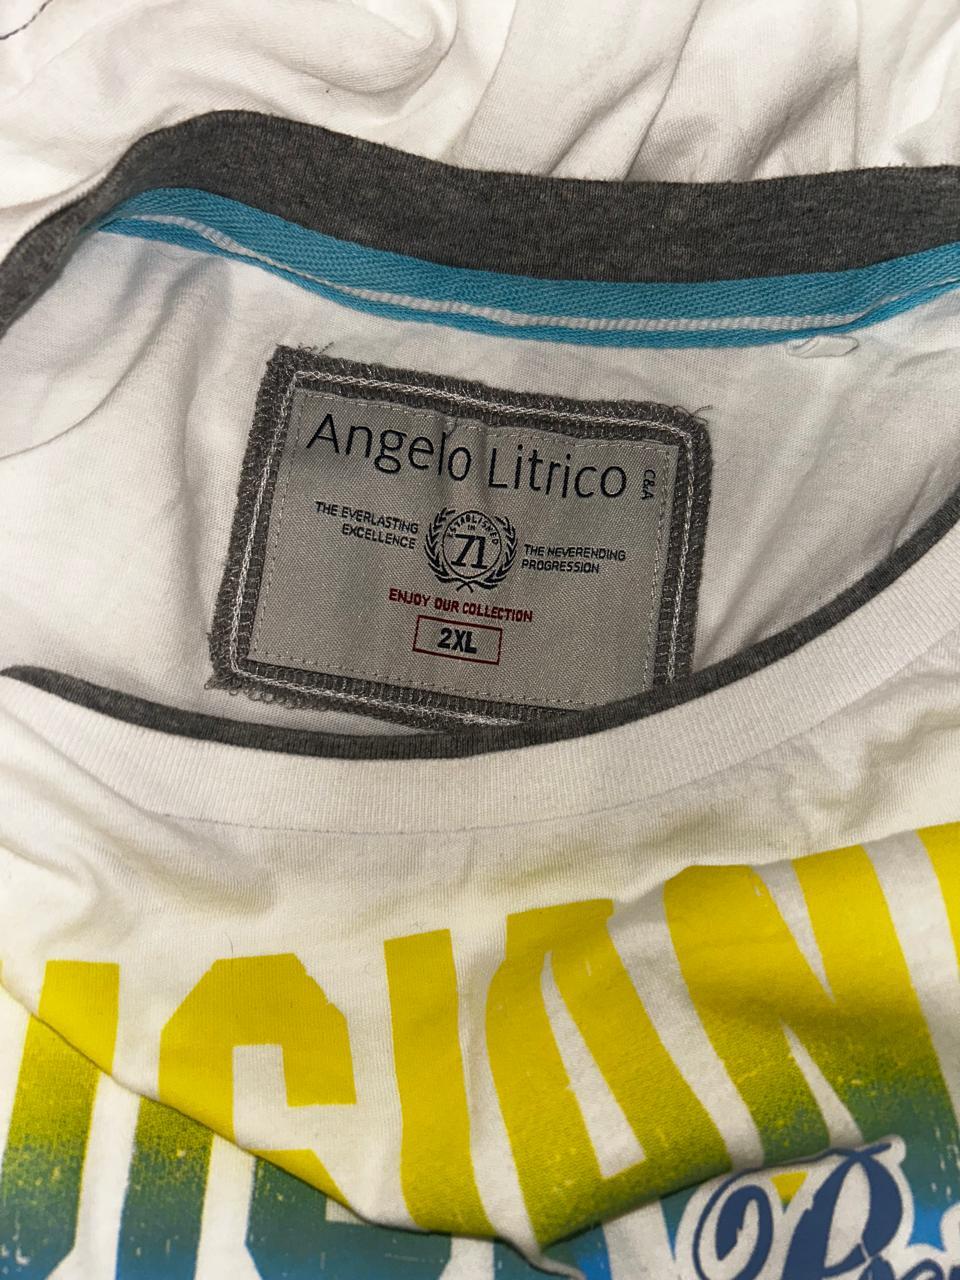 Angelo Litrico
C&A
THE EVERLASTING
EXCELLENCE
ESTABLISHED
IN
71
THE NEVERENDING
PROGRESSION
ENJOY OUR COLLECTION
2XL